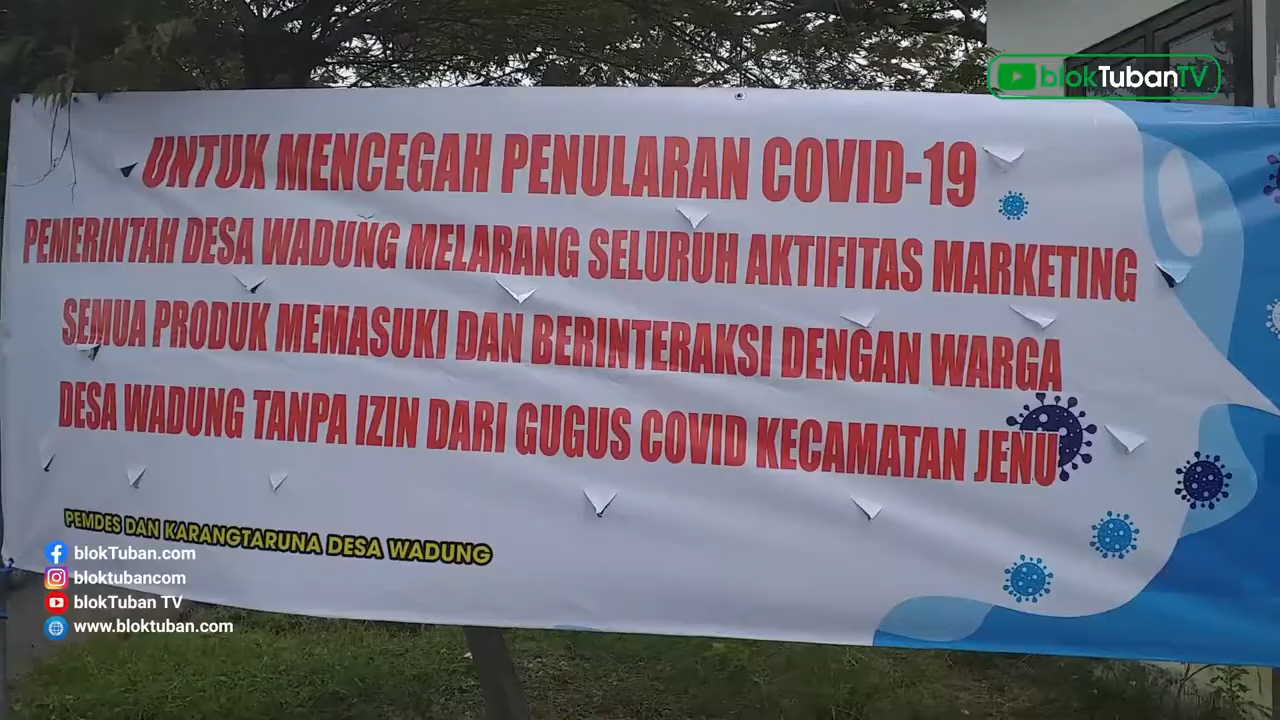 blokTubanTV
UNTUK MENCEGAH PENULARAN COVID-19
PEMERINTAH DESA WADUNG MELARANG SELURUH AKTIFITAS MARKETING
SEMUA PRODUK MEMASUKI DAN BERINTERAKSI DENGAN WARGA
DESA WADUNG TANPA IZIN DARI GUGUS COVID KECAMATAN JENU
PEMDES DAN KARANGTARUNA DESA WADUNG
blokTuban.com
bloktubancom
blokTuban TV
www.bloktuban.com